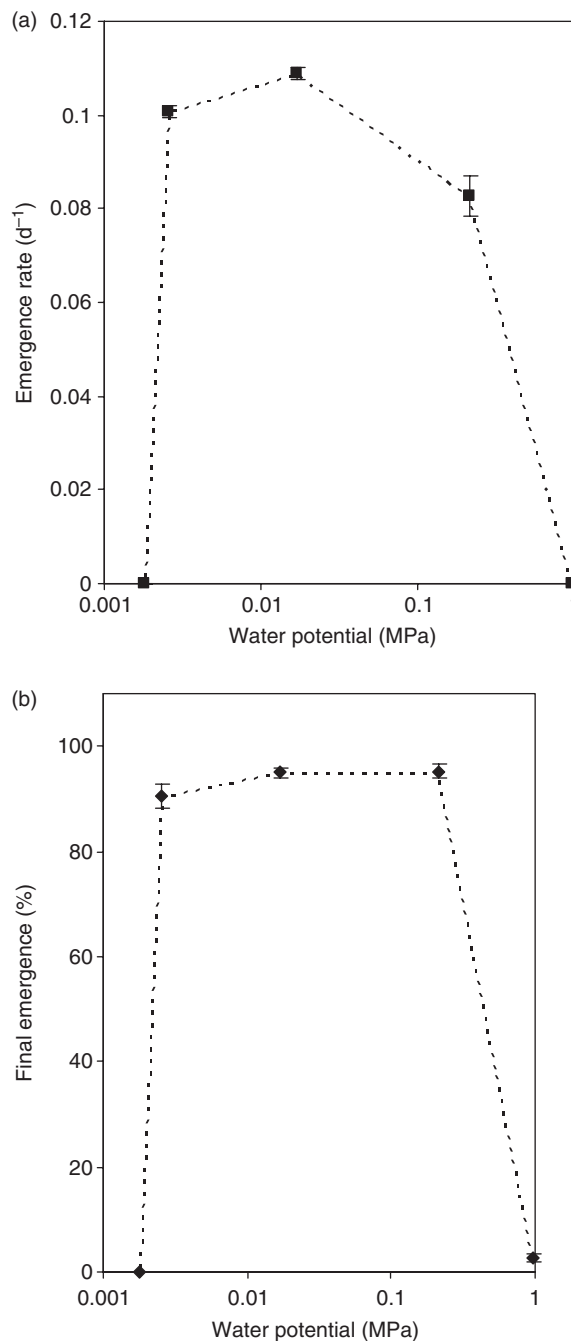 (a)
0.12
0.1
0.08
0.06
0.04
0.02
0
Emergence rate (d⁻¹)
0.001 0.01 0.1
Water potential (MPa)
(b)
100
80
60
40
20
0
Final emergence (%)
0.001 0.01 0.1 1
Water potential (MPa)